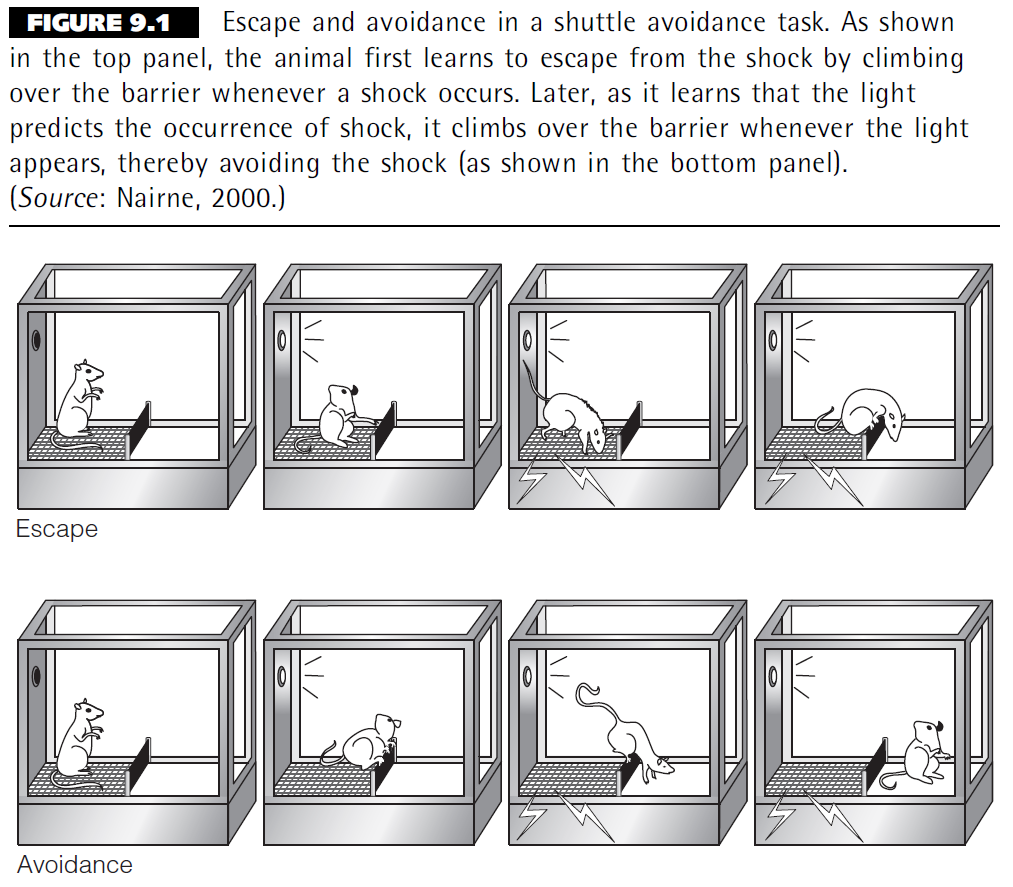 FIGURE 9.1 Escape and avoidance in a shuttle avoidance task. As shown
in the top panel, the animal first learns to escape from the shock by climbing
over the barrier whenever a shock occurs. Later, as it learns that the light
predicts the occurrence of shock, it climbs over the barrier whenever the light
appears, thereby avoiding the shock (as shown in the bottom panel).
(Source: Nairne, 2000.)
Escape
Avoidance